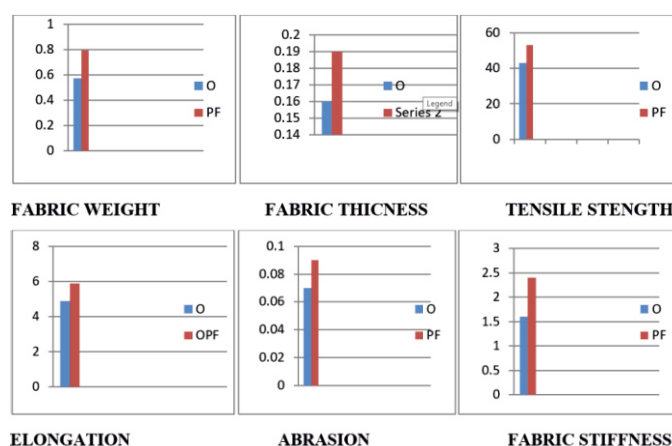 1
0.8
0.6
0.4
0.2
0
O
PF
FABRIC WEIGHT
0.2
0.19
0.18
0.17
0.16
0.15
0.14
O
Series 2
Legend
FABRIC THICNESS
60
40
20
0
O
PF
TENSILE STENGTH
8
6
4
2
0
O
OPF
ELONGATION
0.1
0.08
0.06
0.04
0.02
0
O
PF
ABRASION
3
2.5
2
1.5
1
0.5
0
O
PF
FABRIC STIFFNESS